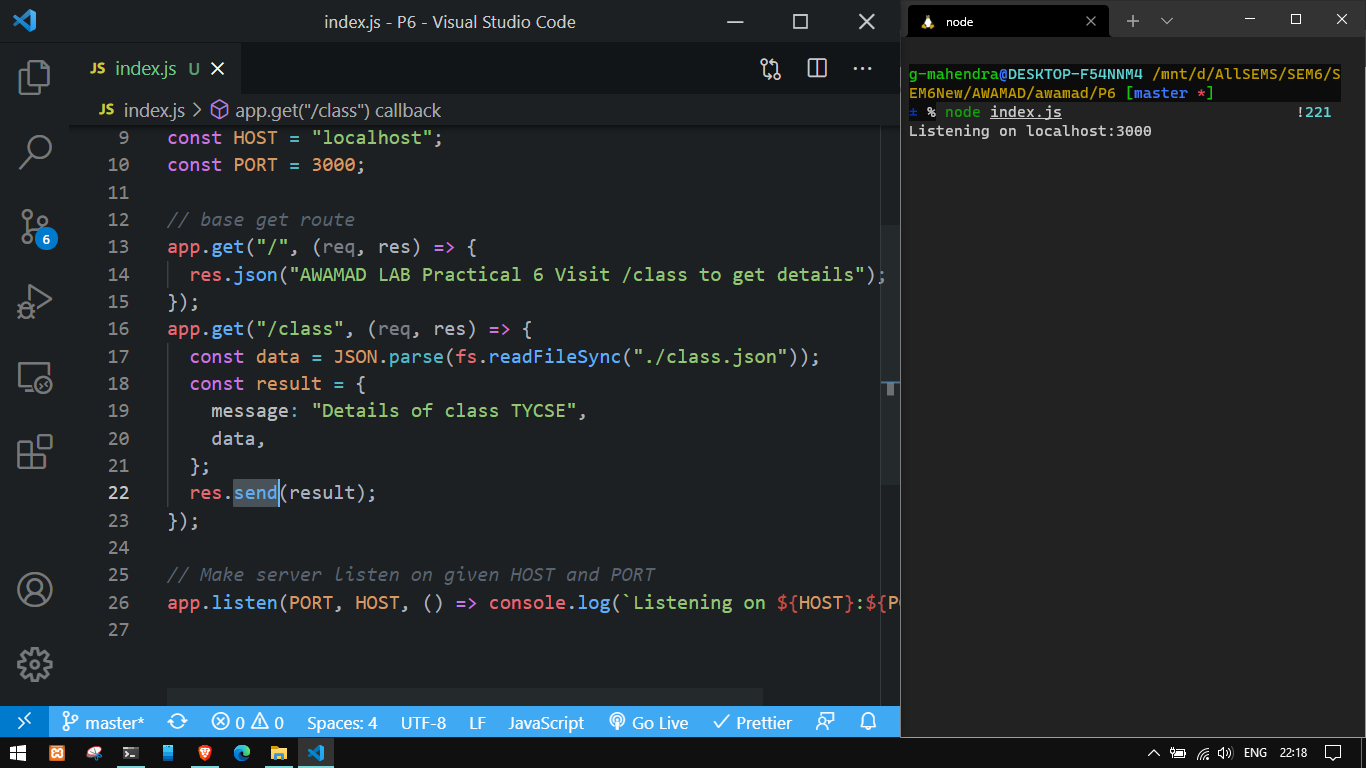 index.js - P6 - Visual Studio Code
JS index.js U
JS index.js > app.get("/class") callback
9 const HOST = "localhost";
10 const PORT = 3000;
11
12 // base get route
13 app.get("/", (req, res) => {
14 res.json("AWAMAD LAB Practical 6 Visit /class to get details");
15 });
16 app.get("/class", (req, res) => {
17 const data = JSON.parse(fs.readFileSync("./class.json"));
18 const result = {
19 message: "Details of class TYCSE",
20 data,
21 };
22 res.send(result);
23 });
24
25 // Make server listen on given HOST and PORT
26 app.listen(PORT, HOST, () => console.log(`Listening on ${HOST}:${P
27
6
master* 0 0 Spaces: 4 UTF-8 LF JavaScript Go Live Prettier
node
g-mahendra@DESKTOP-F54NNM4 /mnt/d/AllSEMS/SEM6/S
EM6New/AWAMAD/awamad/P6 [master *]
± % node index.js !221
Listening on localhost:3000
ENG 22:18